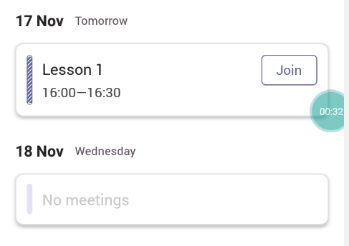 17 Nov Tomorrow
Lesson 1
Join
16:00—16:30
00:32
18 Nov Wednesday
No meetings